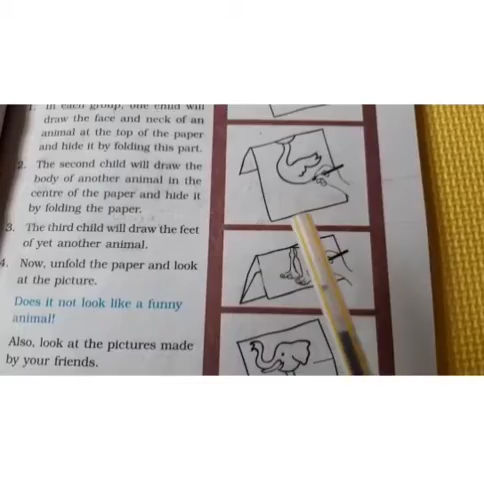 1. In each group, one child will
draw the face and neck of an
animal at the top of the paper
and hide it by folding this part.
2. The second child will draw the
body of another animal in the
centre of the paper and hide it
by folding the paper.
3. The third child will draw the feet
of yet another animal.
4. Now, unfold the paper and look
at the picture.
Does it not look like a funny
animal!
Also, look at the pictures made
by your friends.